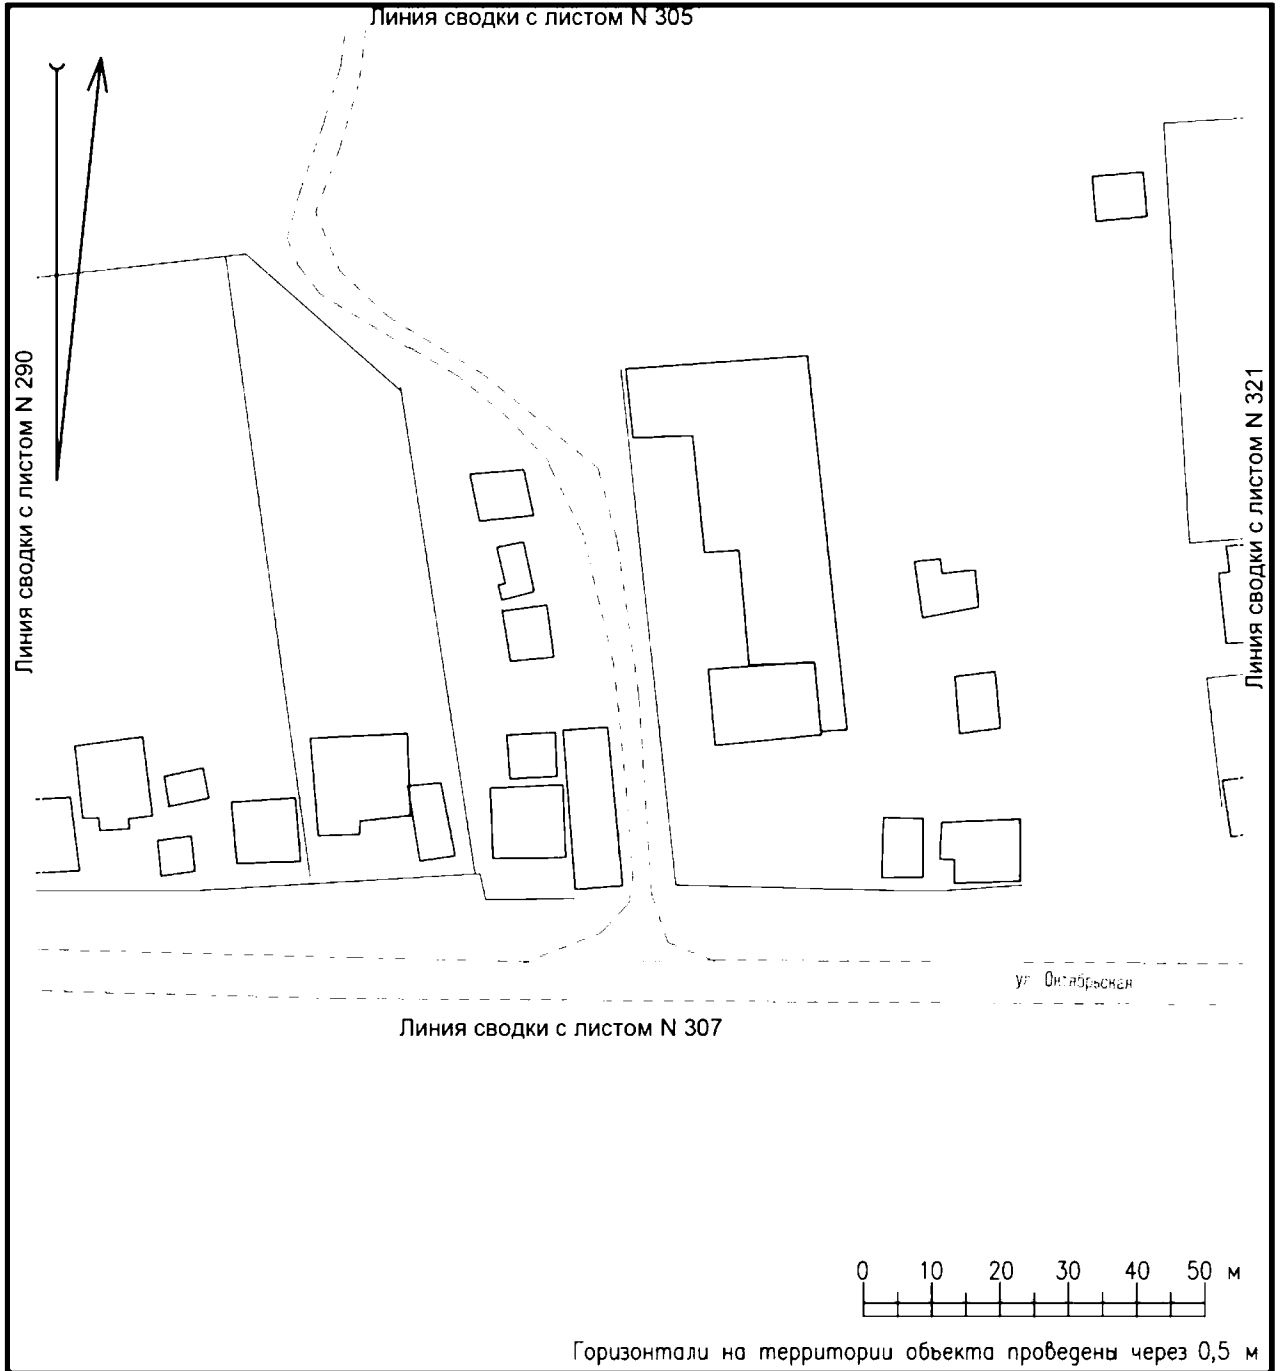 Линия сводки с листом N 305
Линия сводки с листом N 290
Линия сводки с листом N 321
ул Октябрьская
Линия сводки с листом N 307
0 10 20 30 40 50 м
Горизонтали на территории объекта проведены через 0,5 м